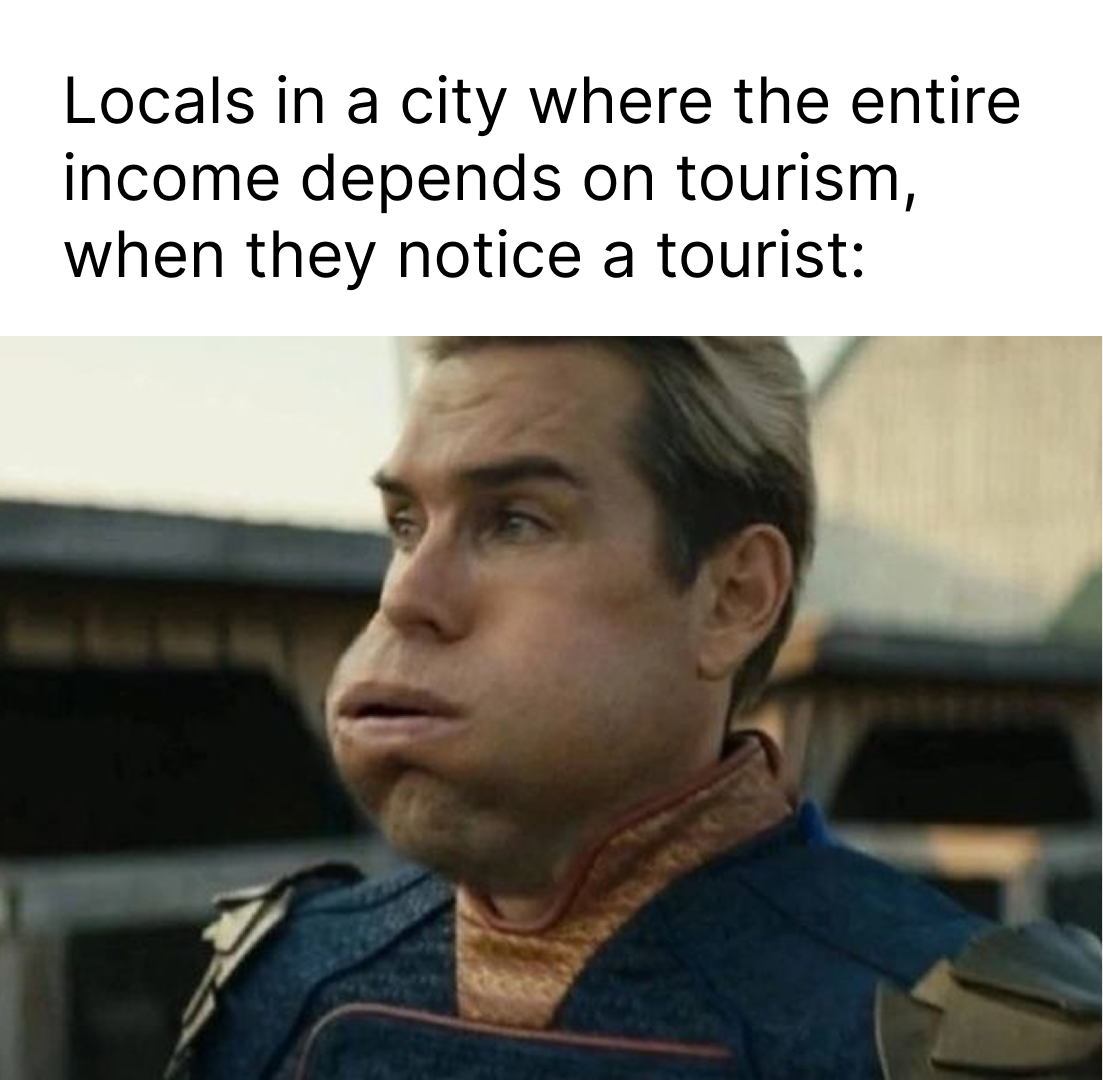 Locals in a city where the entire
income depends on tourism,
when they notice a tourist: